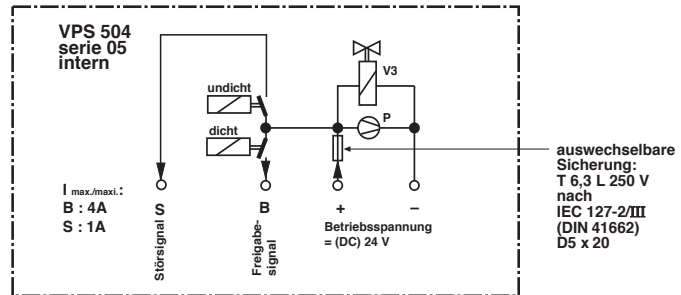 VPS 504
serie 05
intern
undicht
V3
P
dicht
I max./maxi.:
B : 4A
S : 1A
S
B
+
–
Störsignal
Freigabe-
signal
Betriebsspannung
= (DC) 24 V
auswechselbare
Sicherung:
T 6,3 L 250 V
nach
IEC 127-2/III
(DIN 41662)
D5 x 20